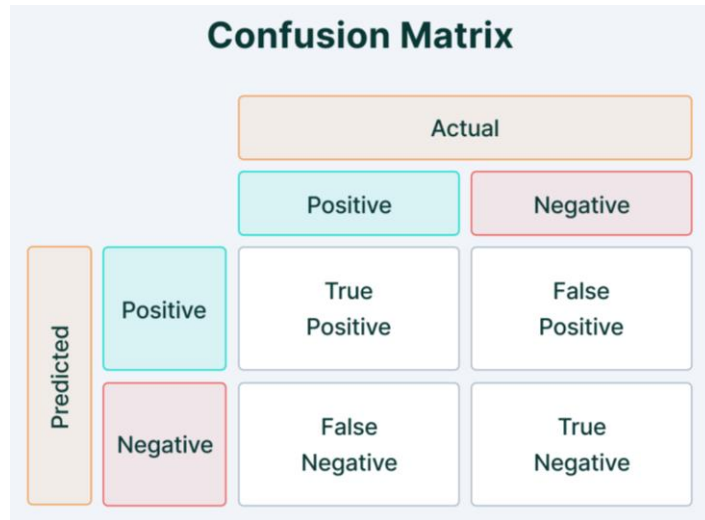 Confusion Matrix
Actual
Positive
Negative
Predicted
Positive
True
Positive
False
Positive
Negative
False
Negative
True
Negative